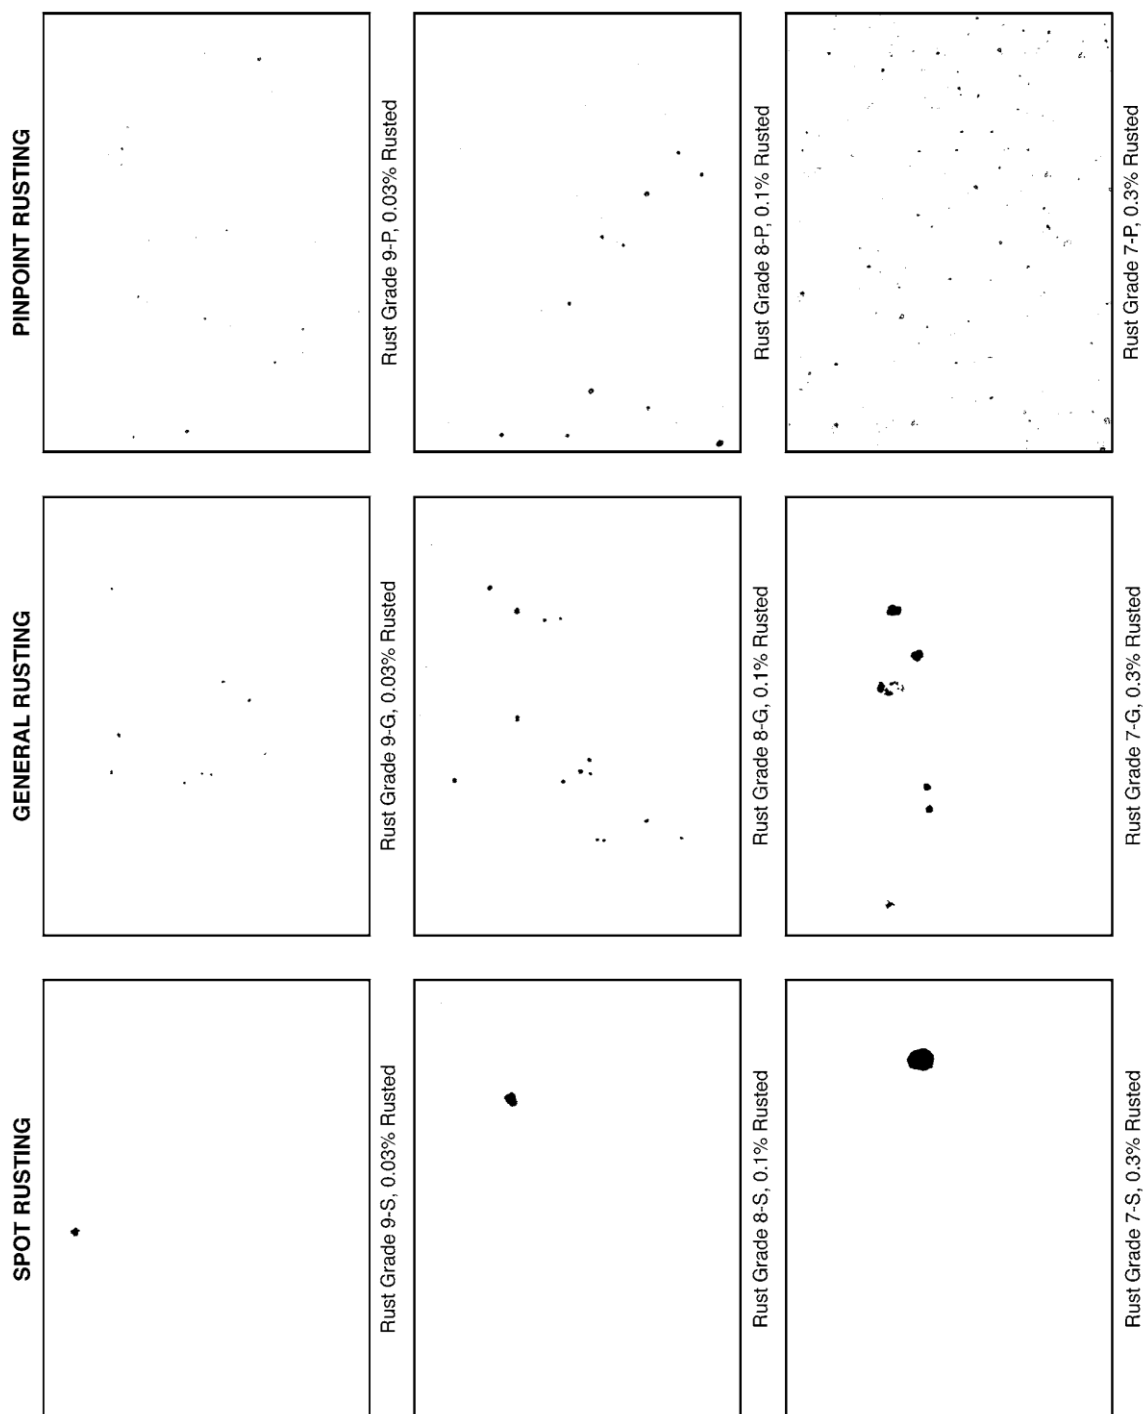 SPOT RUSTING
GENERAL RUSTING
PINPOINT RUSTING
Rust Grade 9-S, 0.03% Rusted
Rust Grade 9-G, 0.03% Rusted
Rust Grade 9-P, 0.03% Rusted
Rust Grade 8-S, 0.1% Rusted
Rust Grade 8-G, 0.1% Rusted
Rust Grade 8-P, 0.1% Rusted
Rust Grade 7-S, 0.3% Rusted
Rust Grade 7-G, 0.3% Rusted
Rust Grade 7-P, 0.3% Rusted